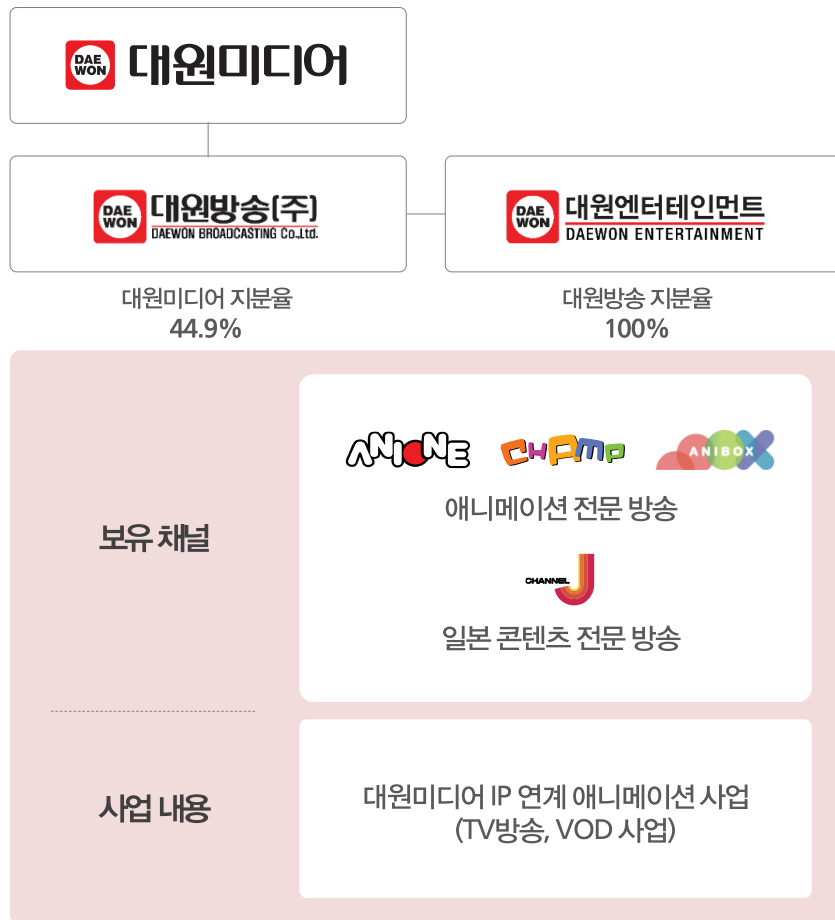 DAE
WON
대원미디어
DAE
WON
대원방송(주)
DAEWON BROADCASTING Co.,Ltd.
DAE
WON
대원엔터테인먼트
DAEWON ENTERTAINMENT
대원미디어 지분율
44.9%
대원방송 지분율
100%
보유 채널
ANIONE
CHAMP
ANIBOX
애니메이션 전문 방송
CHANNEL J
일본 콘텐츠 전문 방송
사업 내용
대원미디어 IP 연계 애니메이션 사업
(TV방송, VOD 사업)